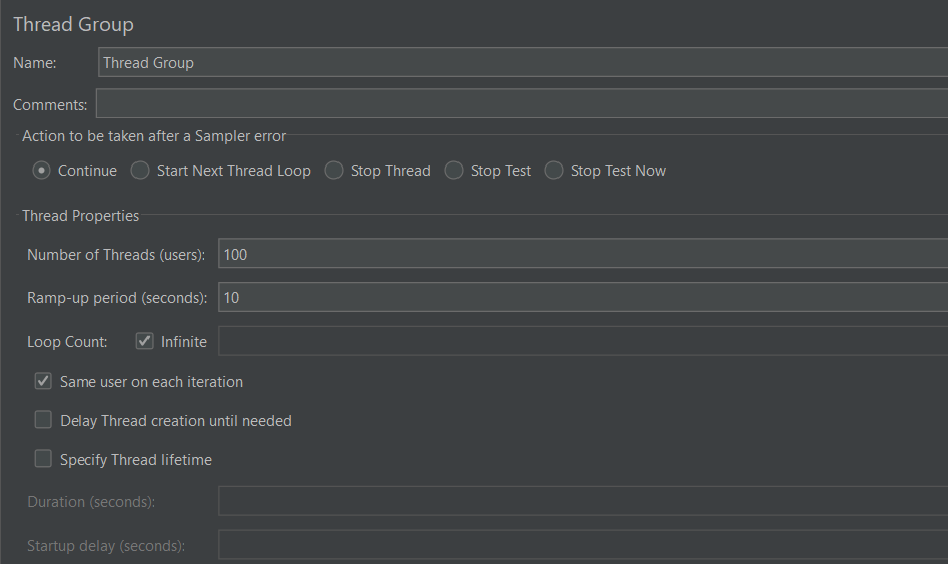 Thread Group
Name: Thread Group
Comments:
Action to be taken after a Sampler error
Continue Start Next Thread Loop Stop Thread Stop Test Stop Test Now
Thread Properties
Number of Threads (users): 100
Ramp-up period (seconds): 10
Loop Count: Infinite
Same user on each iteration
Delay Thread creation until needed
Specify Thread lifetime
Duration (seconds):
Startup delay (seconds):